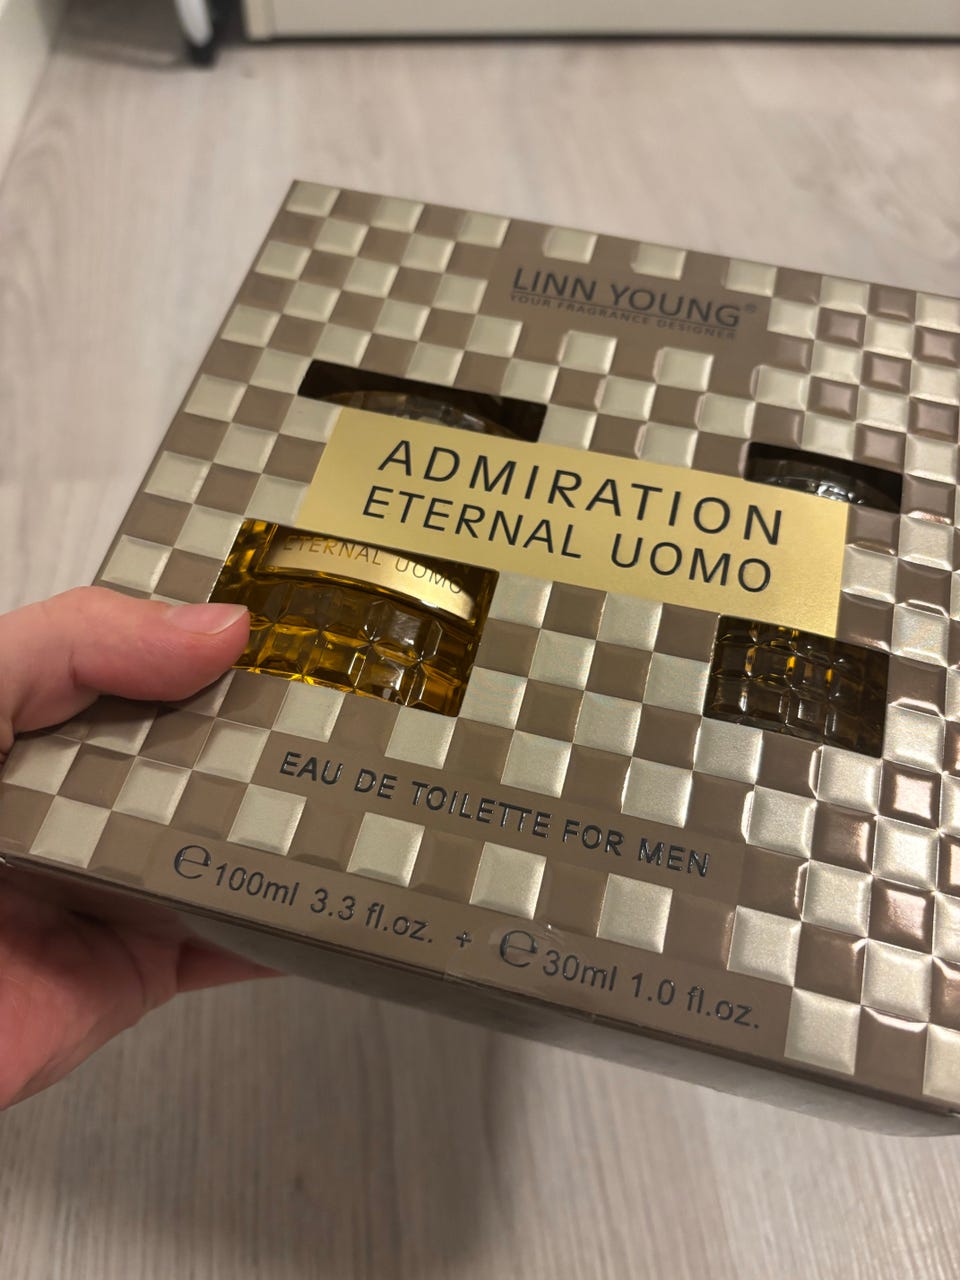 LINN YOUNG®
YOUR FRAGRANCE DESIGNER
ADMIRATION
ETERNAL UOMO
ETERNAL UOMO
EAU DE TOILETTE FOR MEN
℮100ml 3.3 fl.oz. + ℮30ml 1.0 fl.oz.